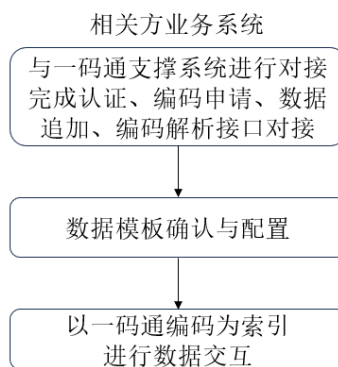 相关方业务系统
与一码通支撑系统进行对接
完成认证、编码申请、数据
追加、编码解析接口对接
数据模板确认与配置
以一码通编码为索引
进行数据交互